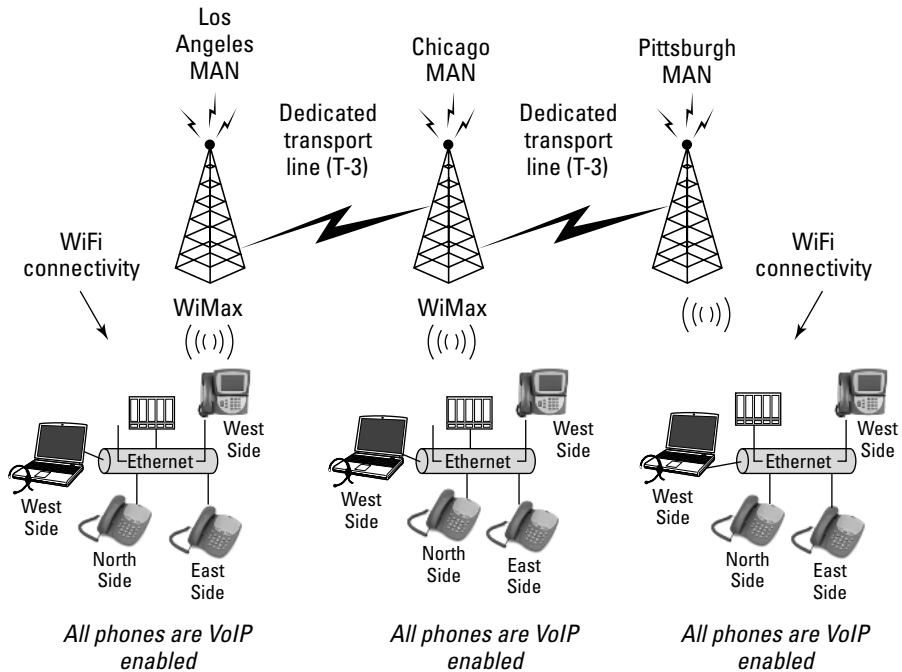 Los
Angeles
MAN
Chicago
MAN
Pittsburgh
MAN
Dedicated
transport
line (T-3)
Dedicated
transport
line (T-3)
WiFi
connectivity
WiFi
connectivity
WiMax
WiMax
West
Side
Ethernet
West
Side
North
Side
East
Side
West
Side
Ethernet
West
Side
North
Side
East
Side
West
Side
Ethernet
West
Side
North
Side
East
Side
All phones are VoIP
enabled
All phones are VoIP
enabled
All phones are VoIP
enabled